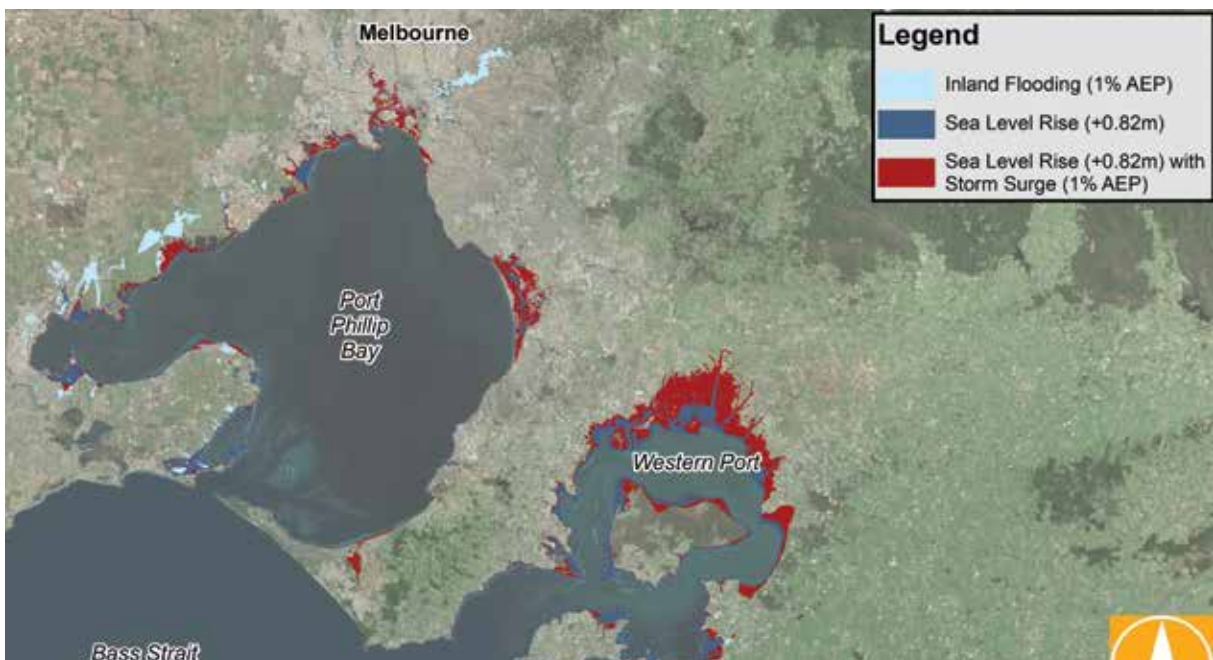 Melbourne
Legend
Inland Flooding (1% AEP)
Sea Level Rise (+0.82m)
Sea Level Rise (+0.82m) with
Storm Surge (1% AEP)
Port
Phillip
Bay
Western Port
Bass Strait